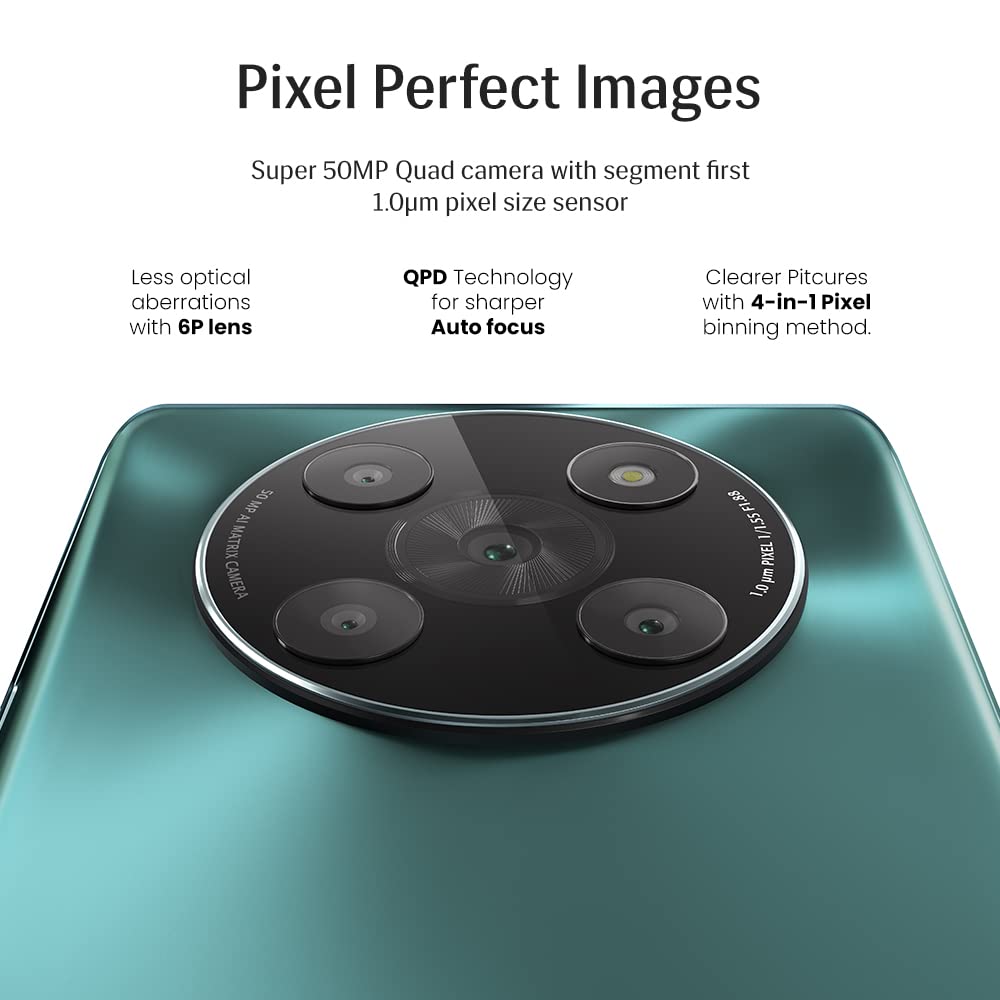 Pixel Perfect Images
Super 50MP Quad camera with segment first
1.0µm pixel size sensor
Less optical
aberrations
with 6P lens
QPD Technology
for sharper
Auto focus
Clearer Pitcures
with 4-in-1 Pixel
binning method.
50 MP AI MATRIX CAMERA
1.0 µm PIXEL 1/1.55 F1.88